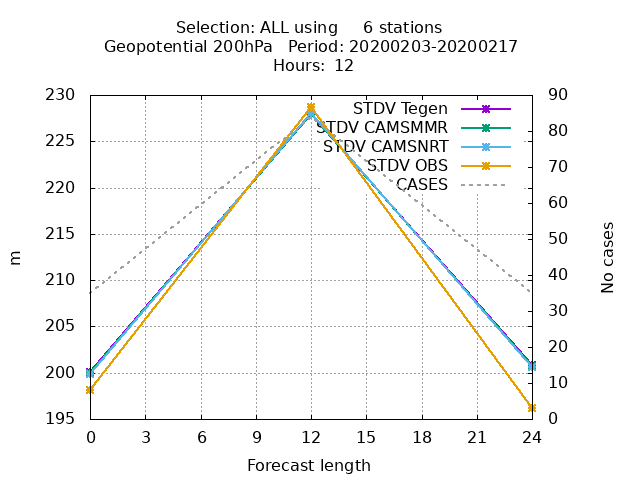 Selection: ALL using     6 stations
Geopotential 200hPa   Period: 20200203-20200217
Hours:  12
STDV Tegen
STDV CAMSMMR
STDV CAMSNRT
STDV OBS
CASES
230
225
220
215
210
205
200
195
90
80
70
60
50
40
30
20
10
0
m
No cases
0 3 6 9 12 15 18 21 24
Forecast length